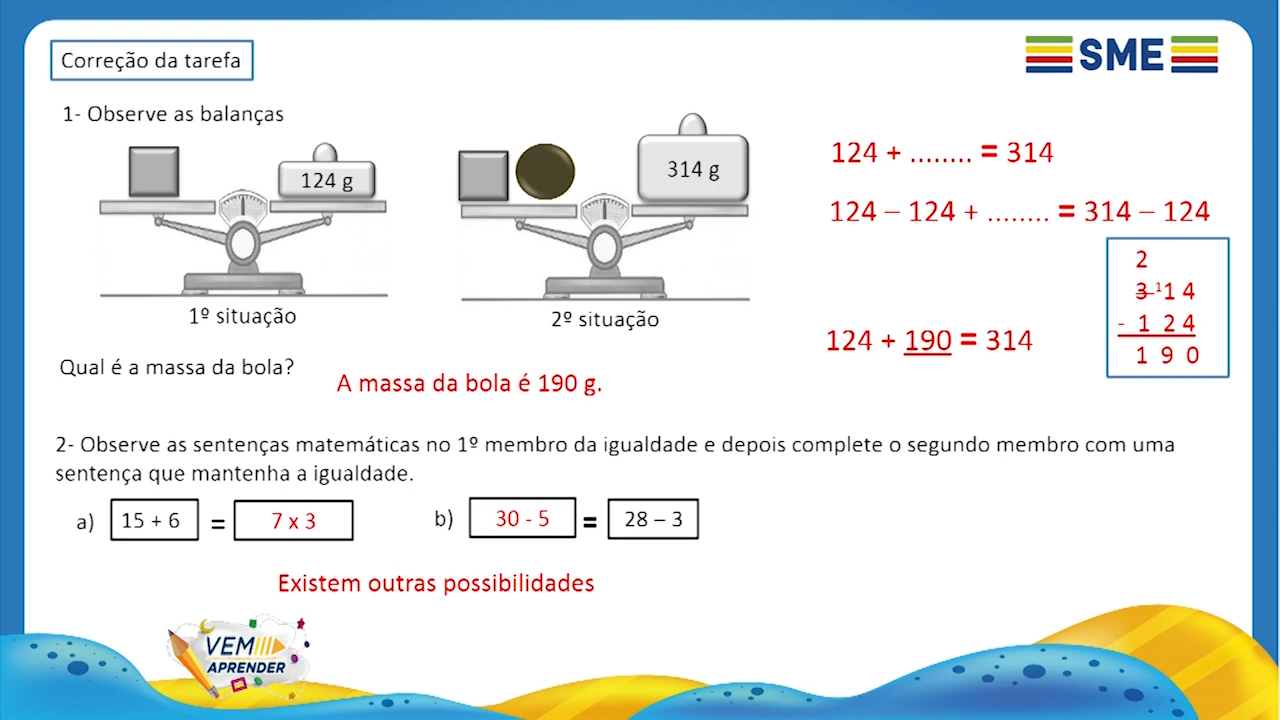 Correção da tarefa
SME
1- Observe as balanças
124 g
314 g
1º situação
2º situação
124 + ........ = 314
124 – 124 + ........ = 314 – 124
2
3 ¹1 4
- 1 2 4
1 9 0
124 + 190 = 314
Qual é a massa da bola?
A massa da bola é 190 g.
2- Observe as sentenças matemáticas no 1º membro da igualdade e depois complete o segundo membro com uma
sentença que mantenha a igualdade.
a) 15 + 6 = 7 x 3 b) 30 - 5 = 28 – 3
Existem outras possibilidades
VEM
APRENDER